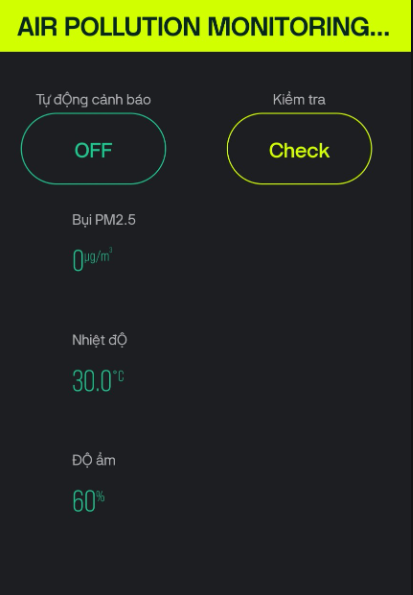 AIR POLLUTION MONITORING...
Tự động cảnh báo
Kiểm tra
OFF
Check
Bụi PM2.5
0µg/m³
Nhiệt độ
30.0°C
Độ ẩm
60%